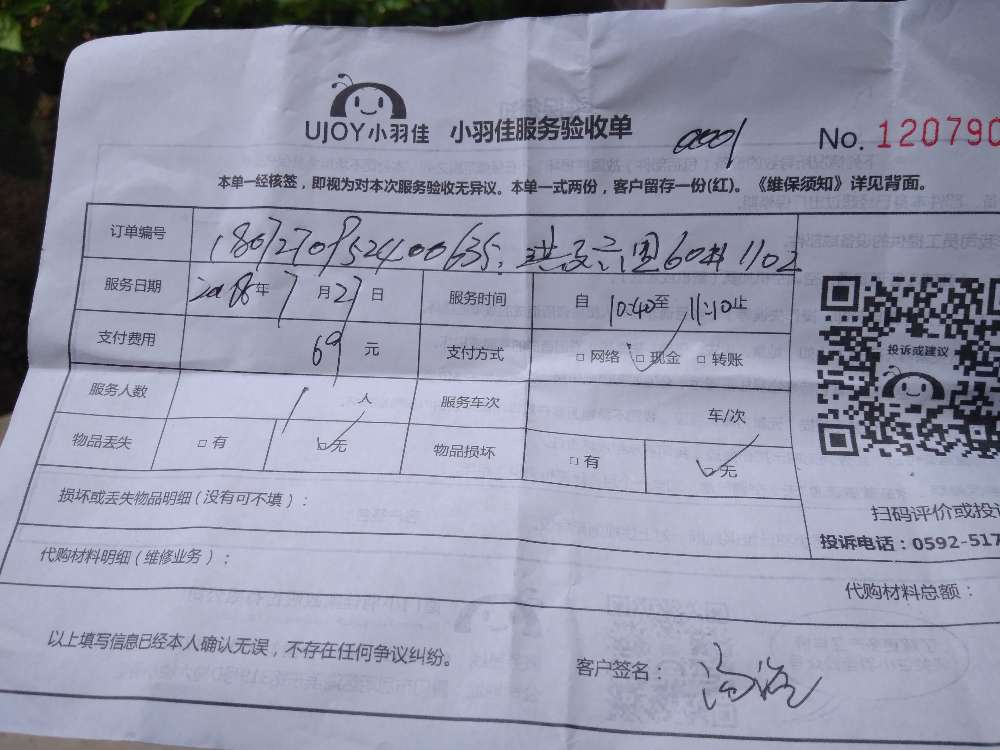 UJOY小羽佳 小羽佳服务验收单 0001 No. 120790
本单一经核签，即视为对本次服务验收无异议。本单一式两份，客户留存一份(红)。《维保须知》详见背面。
订单编号 180727095240063560# 1102
服务日期 2018年7月27日 服务时间 自 10:40至 11:10止
支付费用 69 元 支付方式 □ 网络 □ 现金 □ 转账
投诉或建议
服务人数 1 人 服务车次 车/次
物品丢失 □ 有 □ 无 物品损坏 □ 有 □ 无
损坏或丢失物品明细 (没有可不填)：
扫码评价或投
投诉电话：0592-517
代购材料明细 (维修业务)：
代购材料总额：
以上填写信息已经本人确认无误，不存在任何争议纠纷。
客户签名：